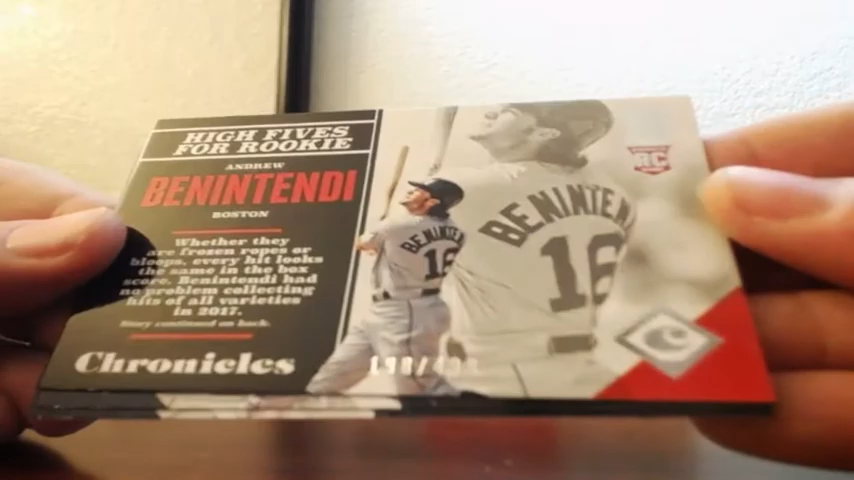 HIGH FIVES
FOR ROOKIE
ANDREW
BENINTENDI
BOSTON
Whether they
are frozen ropes or
bloops, every hit looks
the same in the box
score. Benintendi had
no problem collecting
hits of all varieties
in 2017.
Story continued on back.
Chronicles
BENINTEN
16
BENINTEN
16
RC
C